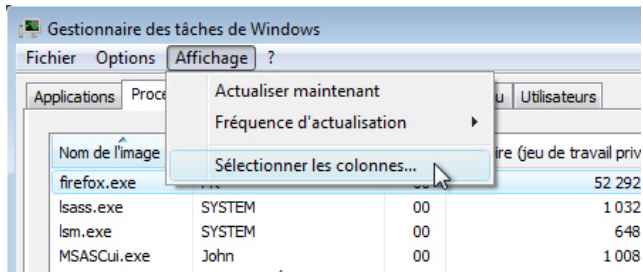 Gestionnaire des tâches de Windows
Fichier Options Affichage ?
Applications Utilisateurs
Actualiser maintenant
Fréquence d'actualisation
Sélectionner les colonnes...
Nom de l'image (jeu de travail
firefox.exe 00 52 292
lsass.exe SYSTEM 00 1 032
lsm.exe SYSTEM 00 648
MSASCui.exe John 00 1 008